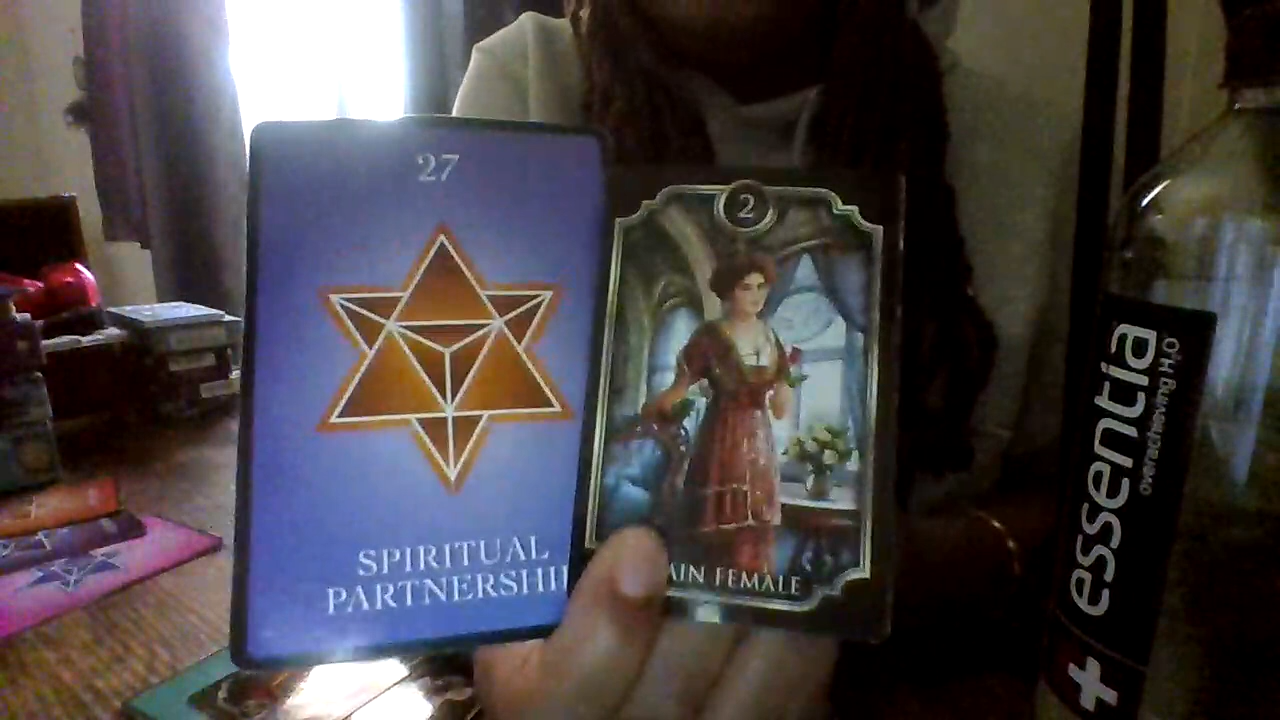 27
SPIRITUAL
PARTNERSHI
2
AIN FEMALE
essentia
overachieving H2O